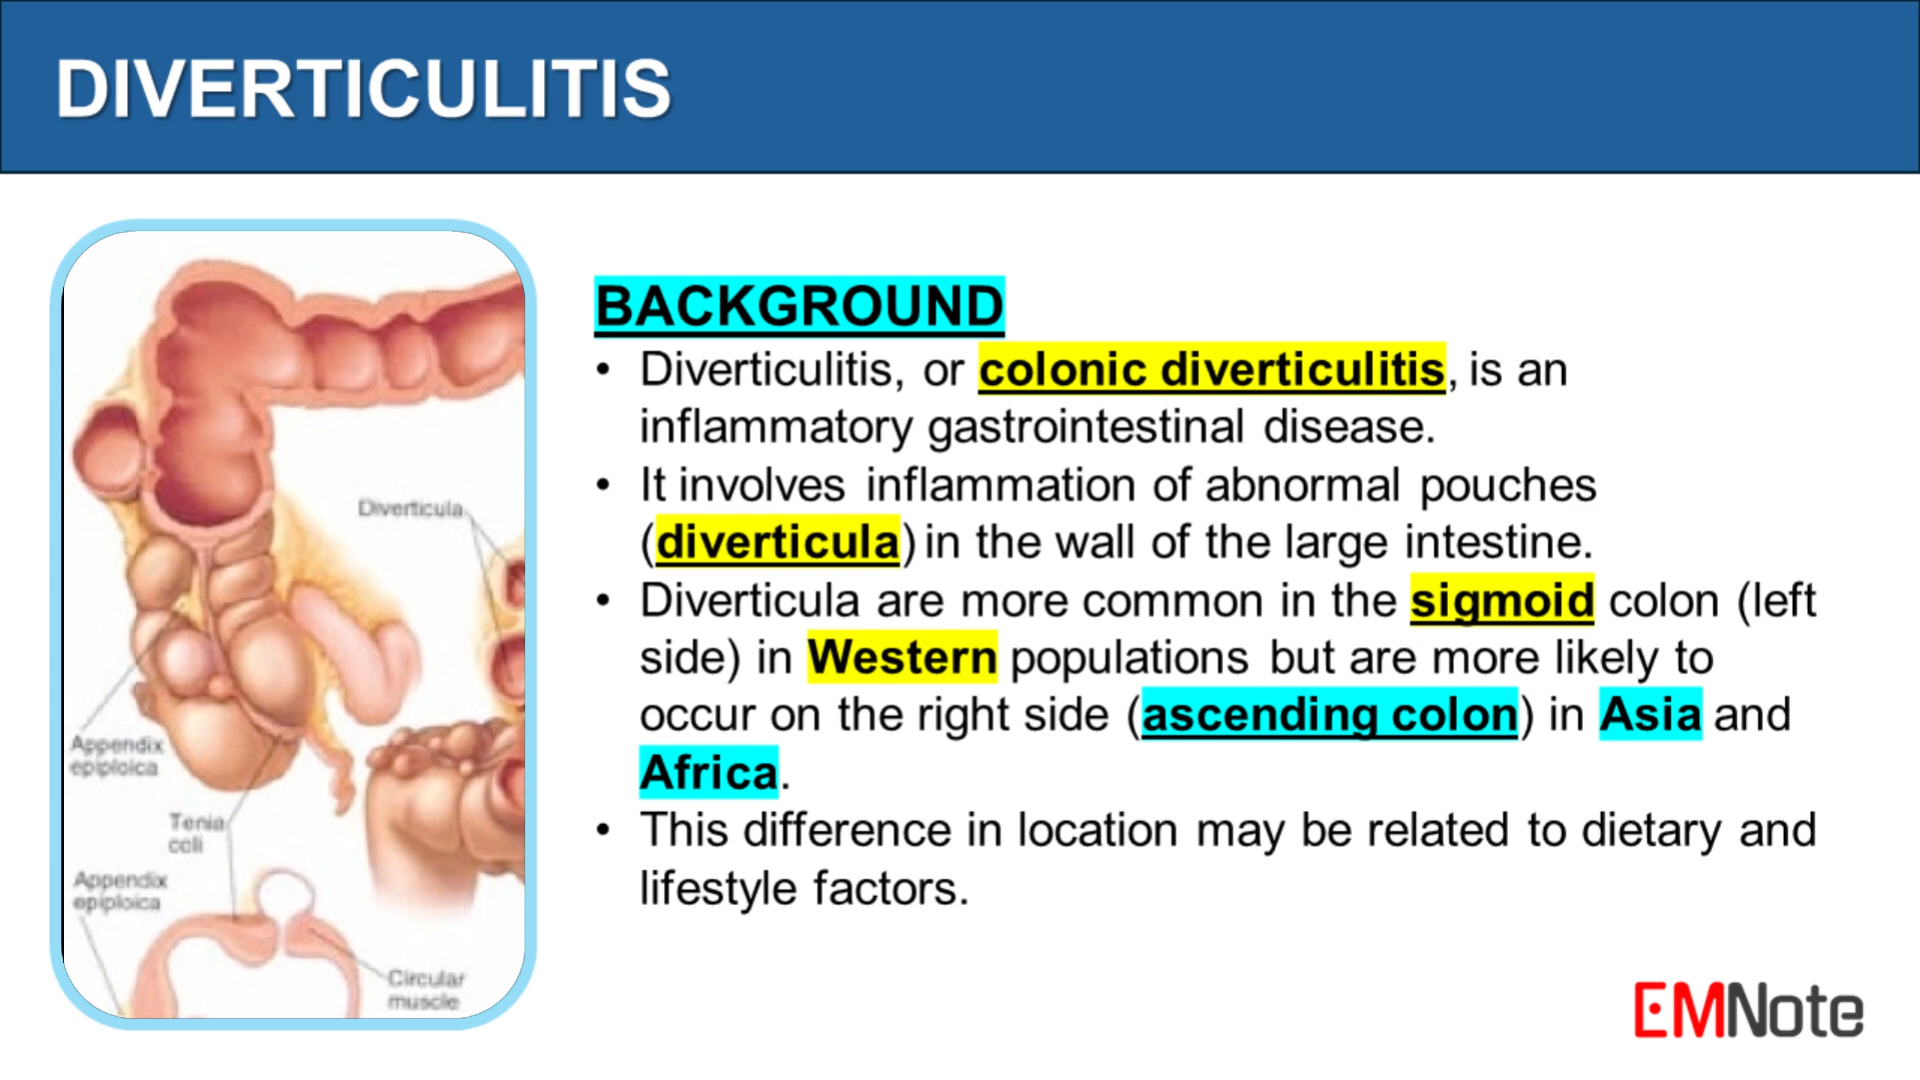 DIVERTICULITIS
Diverticula
Appendix
epiploica
Tenia
coli
Appendix
epiploica
Circular
muscle
BACKGROUND
• Diverticulitis, or colonic diverticulitis, is an
inflammatory gastrointestinal disease.
• It involves inflammation of abnormal pouches
(diverticula) in the wall of the large intestine.
• Diverticula are more common in the sigmoid colon (left
side) in Western populations but are more likely to
occur on the right side (ascending colon) in Asia and
Africa.
• This difference in location may be related to dietary and
lifestyle factors.
EMNote